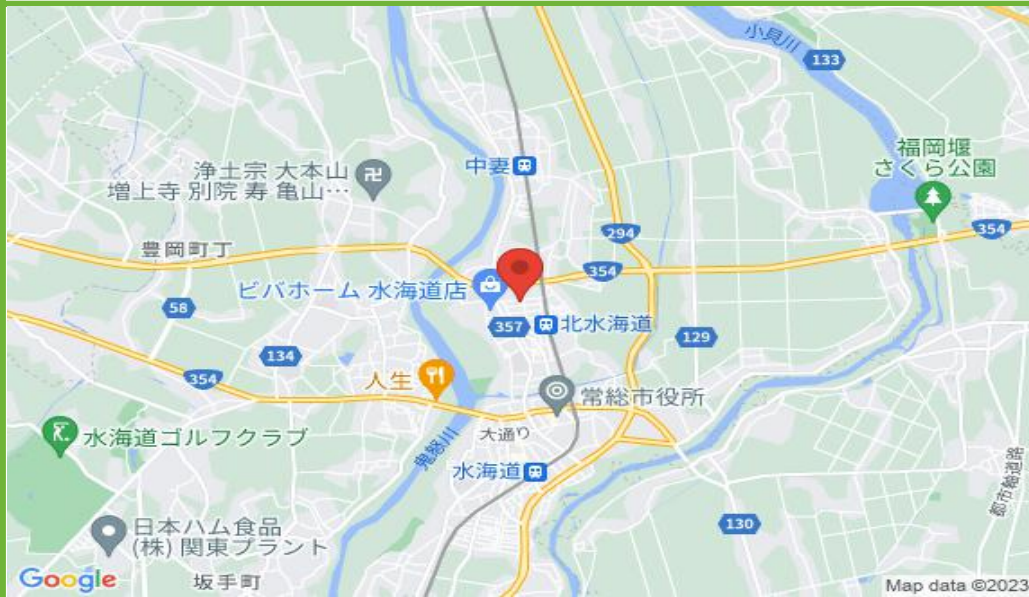 小貝川
133
福岡堰
さくら公園
中妻
浄土宗 大本山
増上寺 別院 寿 亀山…
294
354
豊岡町丁
354
ビバホーム 水海道店
58
357
北水海道
129
134
354
人生
常総市役所
水海道ゴルフクラブ
大通り
鬼怒川
水海道
都市軸道路
130
日本ハム食品
(株) 関東プラント
坂手町
Google
Map data ©2023